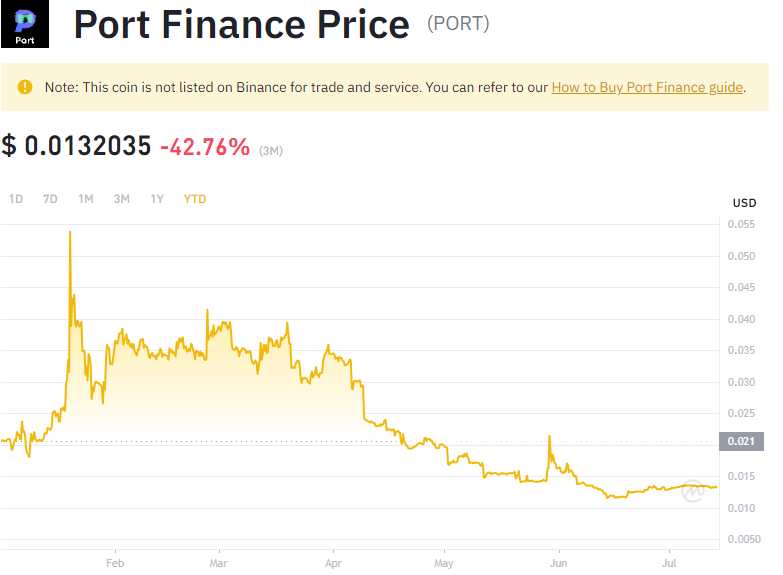 Port
Port Finance Price (PORT)
Note: This coin is not listed on Binance for trade and service. You can refer to our How to Buy Port Finance guide.
$ 0.0132035 -42.76% (3M)
1D 7D 1M 3M 1Y YTD
USD
0.055
0.050
0.045
0.040
0.035
0.030
0.025
0.021
0.015
0.010
0.0050
Feb Mar Apr May Jun Jul